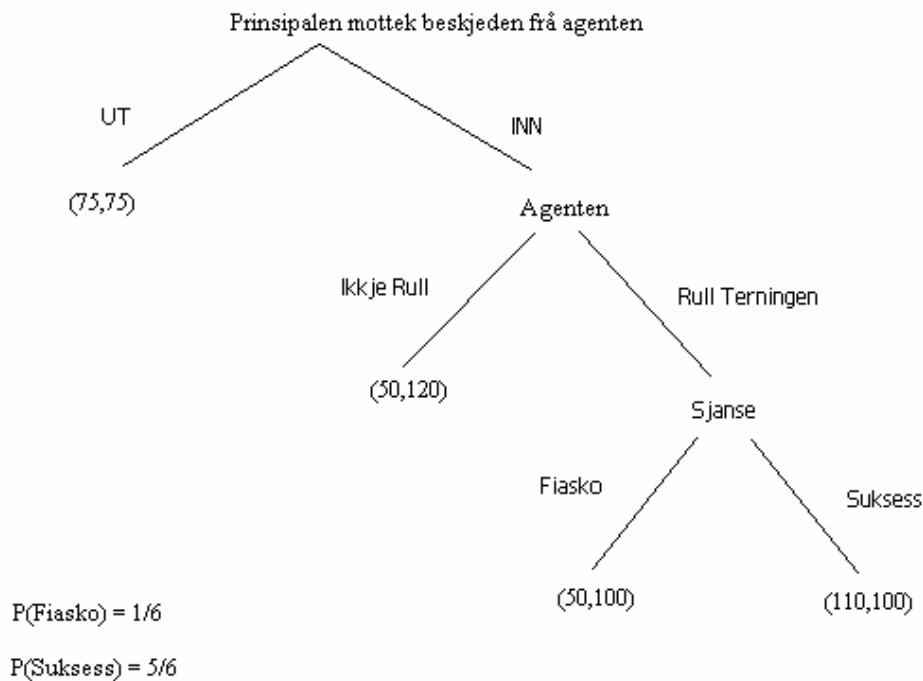 Prinsipalen mottek beskjeden frå agenten
UT
INN
(75,75)
Agenten
Ikkje Rull
Rull Terningen
(50,120)
Sjanse
Fiasko
Suksess
(50,100)
(110,100)
P(Fiasko) = 1/6
P(Suksess) = 5/6